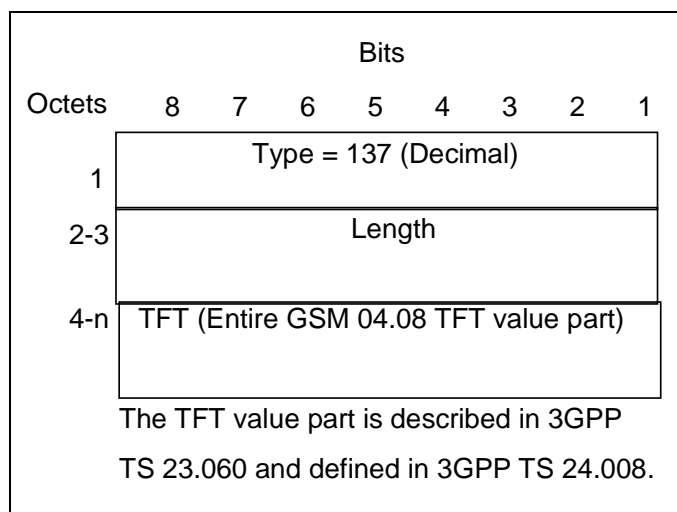 Bits
Octets 8 7 6 5 4 3 2 1
1 Type = 137 (Decimal)
2-3 Length
4-n TFT (Entire GSM 04.08 TFT value part)
The TFT value part is described in 3GPP
TS 23.060 and defined in 3GPP TS 24.008.